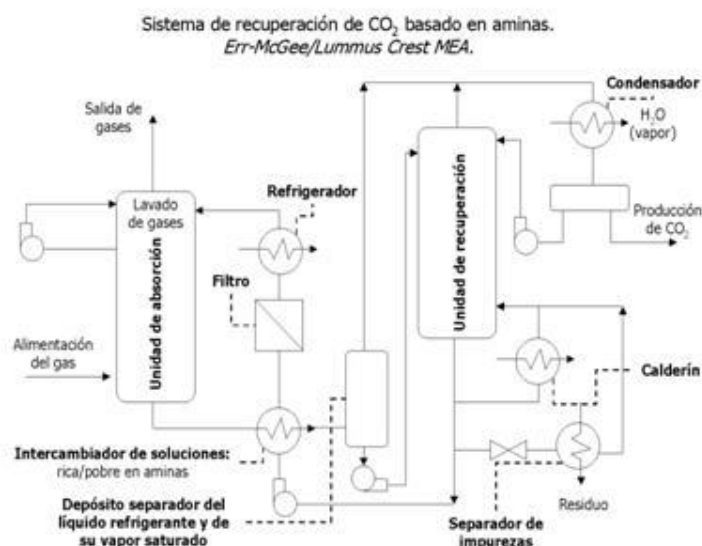 Sistema de recuperación de CO₂ basado en aminas.
Err-McGee/Lummus Crest MEA.
Condensador
Salida de
gases
H₂O
(vapor)
Lavado
de gases
Refrigerador
Unidad de absorción
Unidad de recuperación
Producción
de CO₂
Filtro
Alimentación
del gas
Calderín
Intercambiador de soluciones:
rica/pobre en aminas
Depósito separador del
líquido refrigerante y de
su vapor saturado
Separador de
impurezas
Residuo